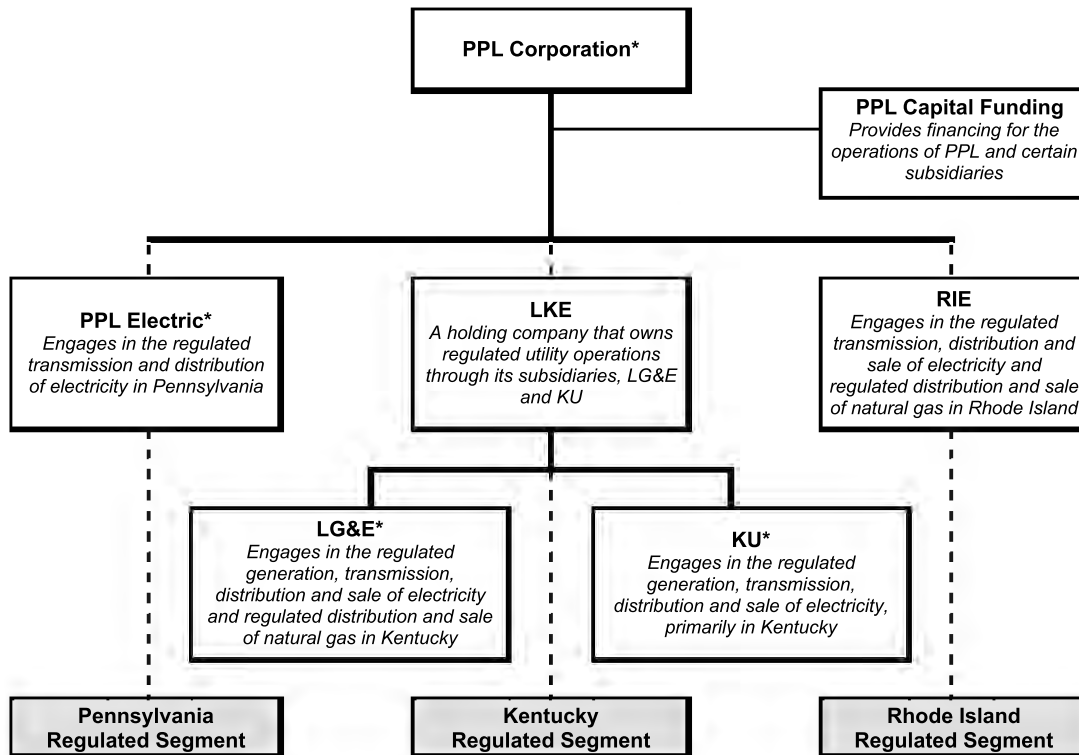 PPL Corporation*
PPL Capital Funding
Provides financing for the
operations of PPL and certain
subsidiaries
PPL Electric*
Engages in the regulated
transmission and distribution
of electricity in Pennsylvania
LKE
A holding company that owns
regulated utility operations
through its subsidiaries, LG&E
and KU
RIE
Engages in the regulated
transmission, distribution and
sale of electricity and
regulated distribution and sale
of natural gas in Rhode Island
LG&E*
Engages in the regulated
generation, transmission,
distribution and sale of electricity
and regulated distribution and sale
of natural gas in Kentucky
KU*
Engages in the regulated
generation, transmission,
distribution and sale of electricity,
primarily in Kentucky
Pennsylvania
Regulated Segment
Kentucky
Regulated Segment
Rhode Island
Regulated Segment